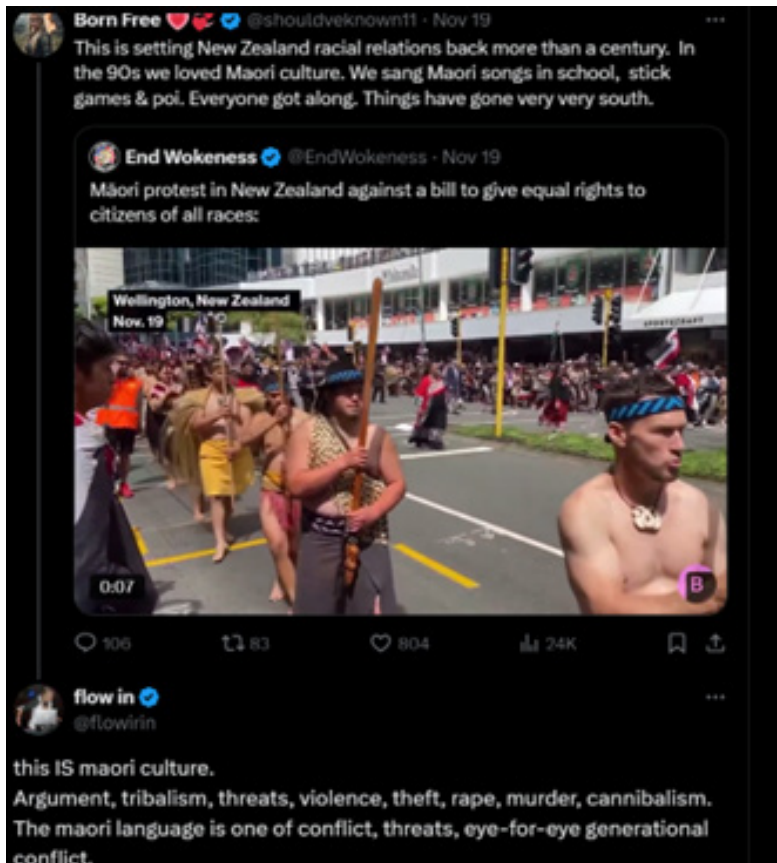 Born Free @shouldveknown11 · Nov 19
This is setting New Zealand racial relations back more than a century. In
the 90s we loved Maori culture. We sang Maori songs in school, stick
games & poi. Everyone got along. Things have gone very very south.
End Wokeness @EndWokeness · Nov 19
Māori protest in New Zealand against a bill to give equal rights to
citizens of all races:
Wellington, New Zealand
Nov. 19
0:07
B
106 83 804 24K
flow in
@flowirin
this IS maori culture.
Argument, tribalism, threats, violence, theft, rape, murder, cannibalism.
The maori language is one of conflict, threats, eye-for-eye generational
conflict.